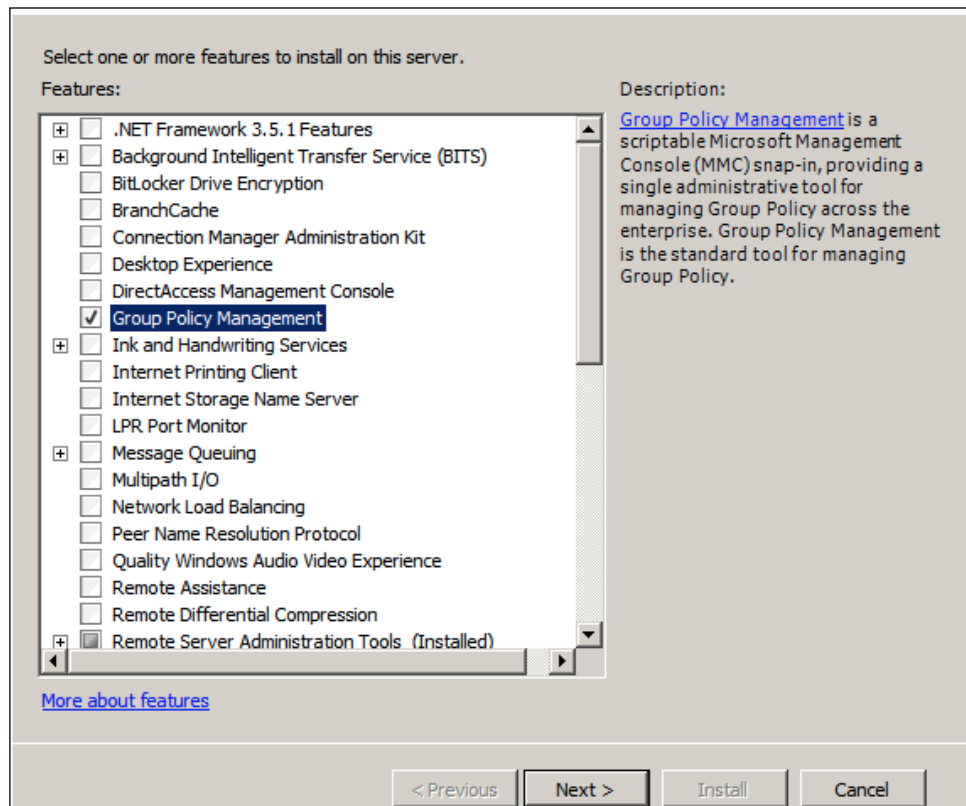 Select one or more features to install on this server.
Features:
.NET Framework 3.5.1 Features
Background Intelligent Transfer Service (BITS)
BitLocker Drive Encryption
BranchCache
Connection Manager Administration Kit
Desktop Experience
DirectAccess Management Console
Group Policy Management
Ink and Handwriting Services
Internet Printing Client
Internet Storage Name Server
LPR Port Monitor
Message Queuing
Multipath I/O
Network Load Balancing
Peer Name Resolution Protocol
Quality Windows Audio Video Experience
Remote Assistance
Remote Differential Compression
Remote Server Administration Tools (Installed)
More about features
Description:
Group Policy Management is a
scriptable Microsoft Management
Console (MMC) snap-in, providing a
single administrative tool for
managing Group Policy across the
enterprise. Group Policy Management
is the standard tool for managing
Group Policy.
< Previous
Next >
Install
Cancel